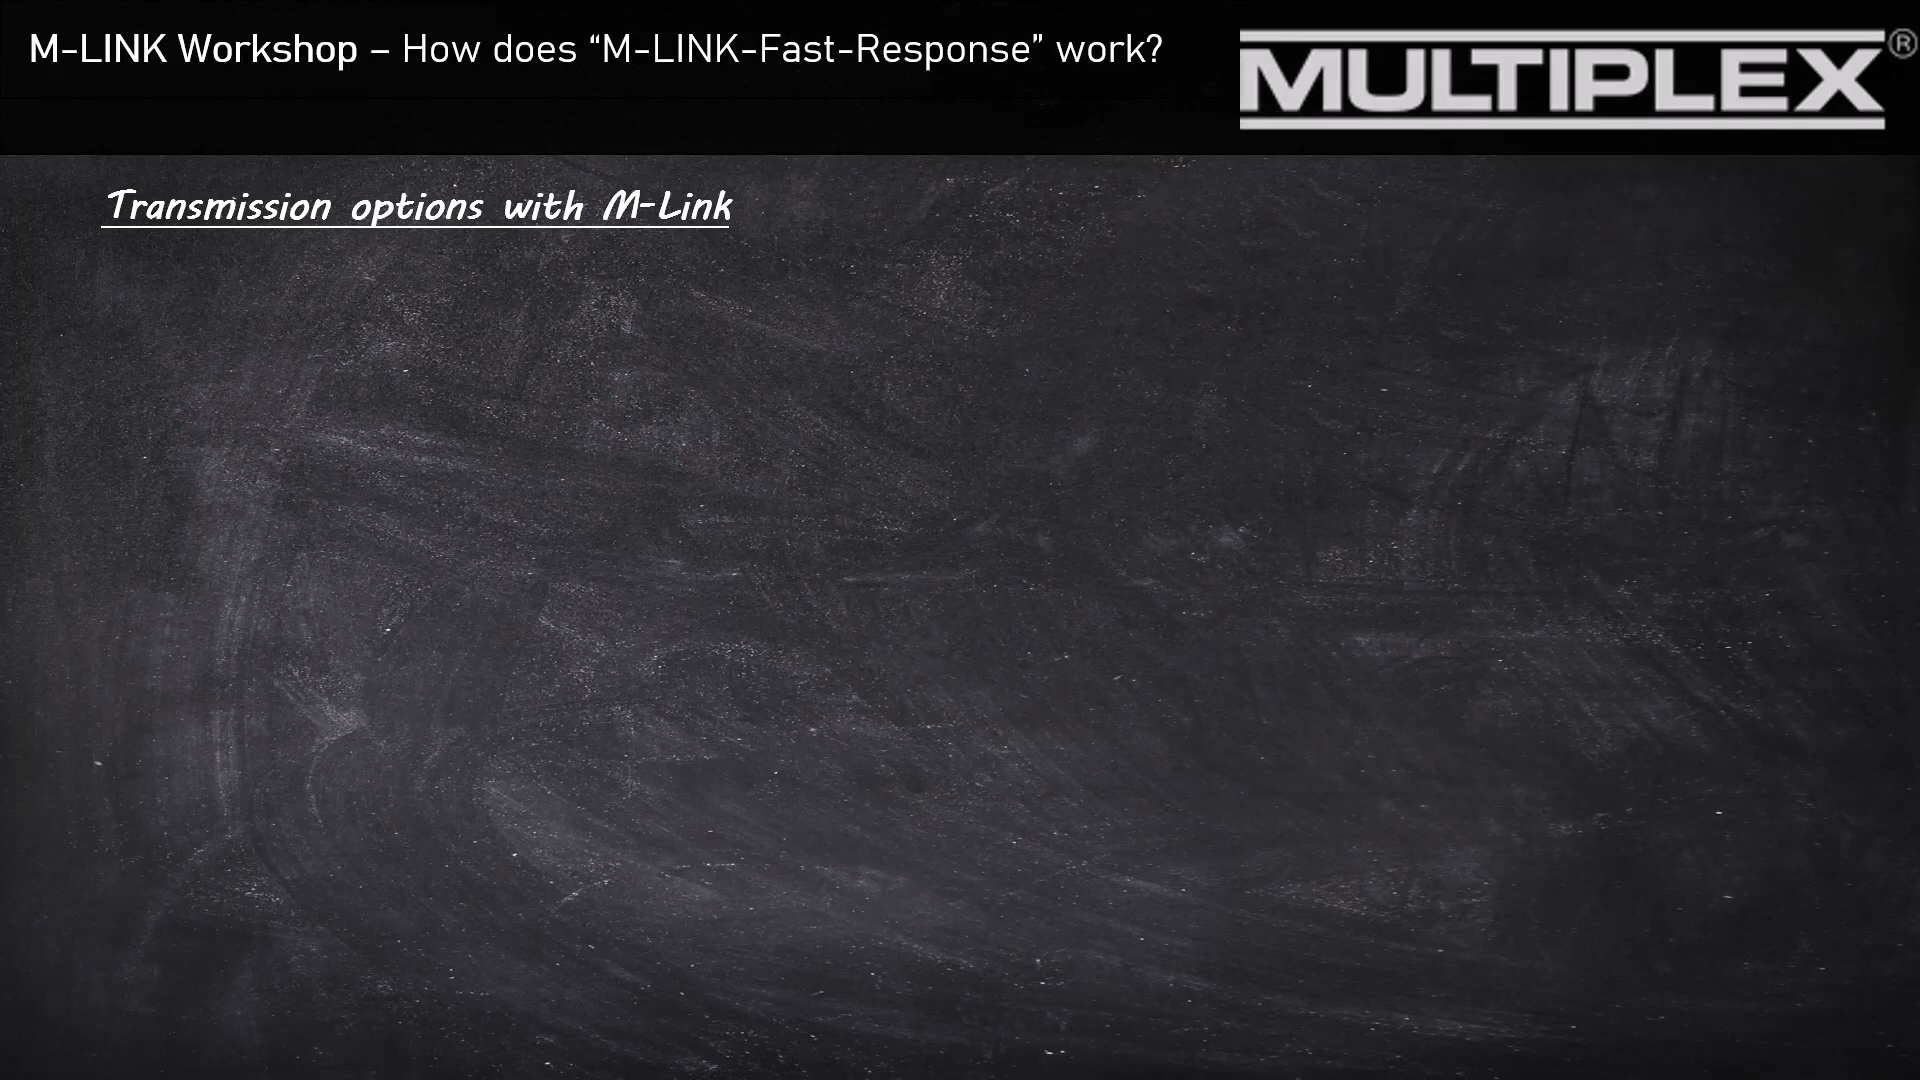 M-LINK Workshop – How does “M-LINK-Fast-Response” work?
MULTIPLEX®
Transmission options with M-Link